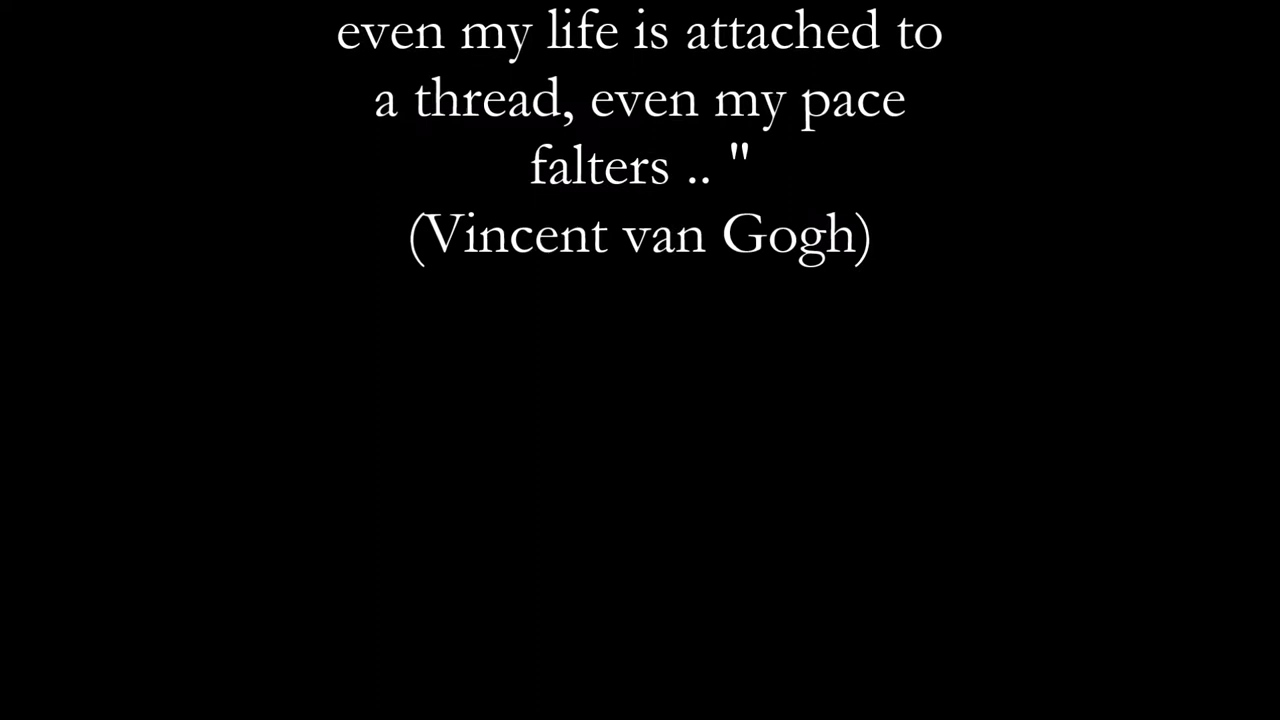 even my life is attached to
a thread, even my pace
falters .. "
(Vincent van Gogh)